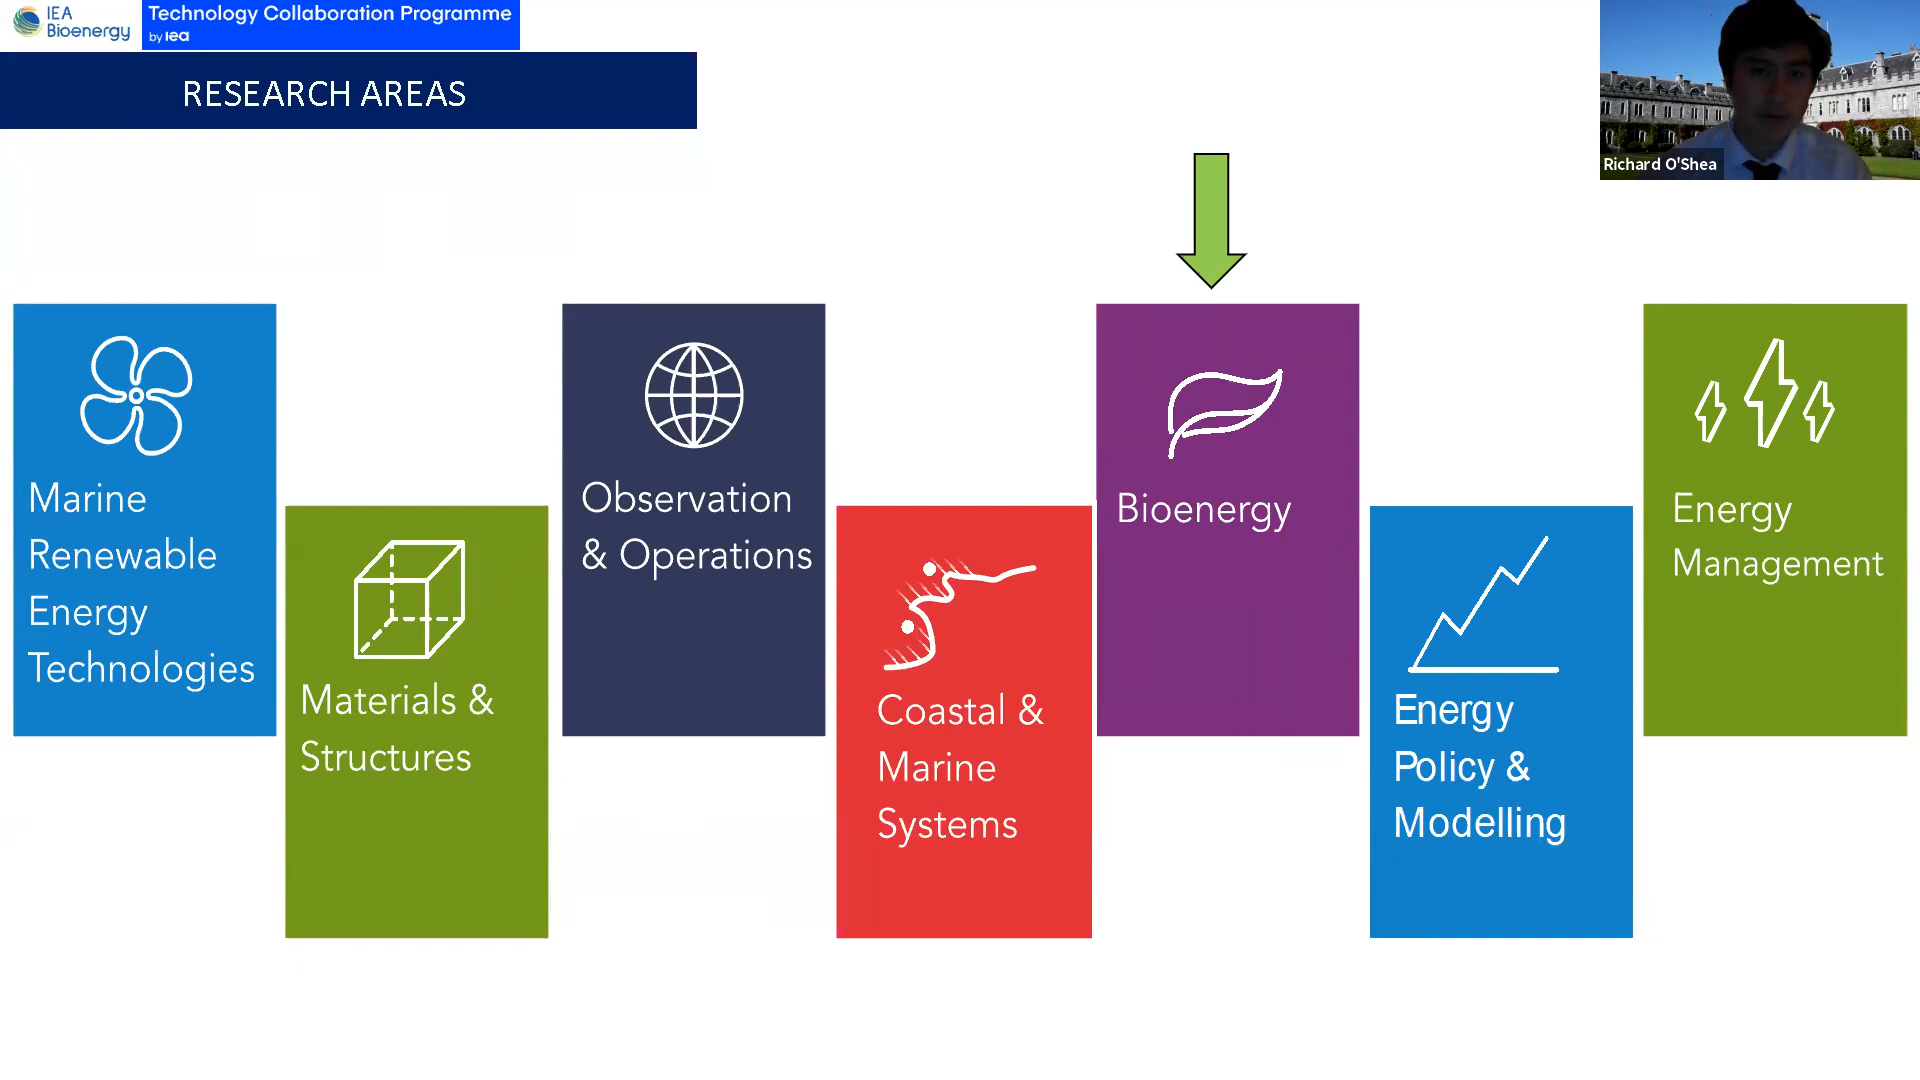 IEA
Bioenergy
Technology Collaboration Programme
by iea
RESEARCH AREAS
Richard O'Shea
Marine
Renewable
Energy
Technologies
Materials &
Structures
Observation
& Operations
Coastal &
Marine
Systems
Bioenergy
Energy
Policy &
Modelling
Energy
Management